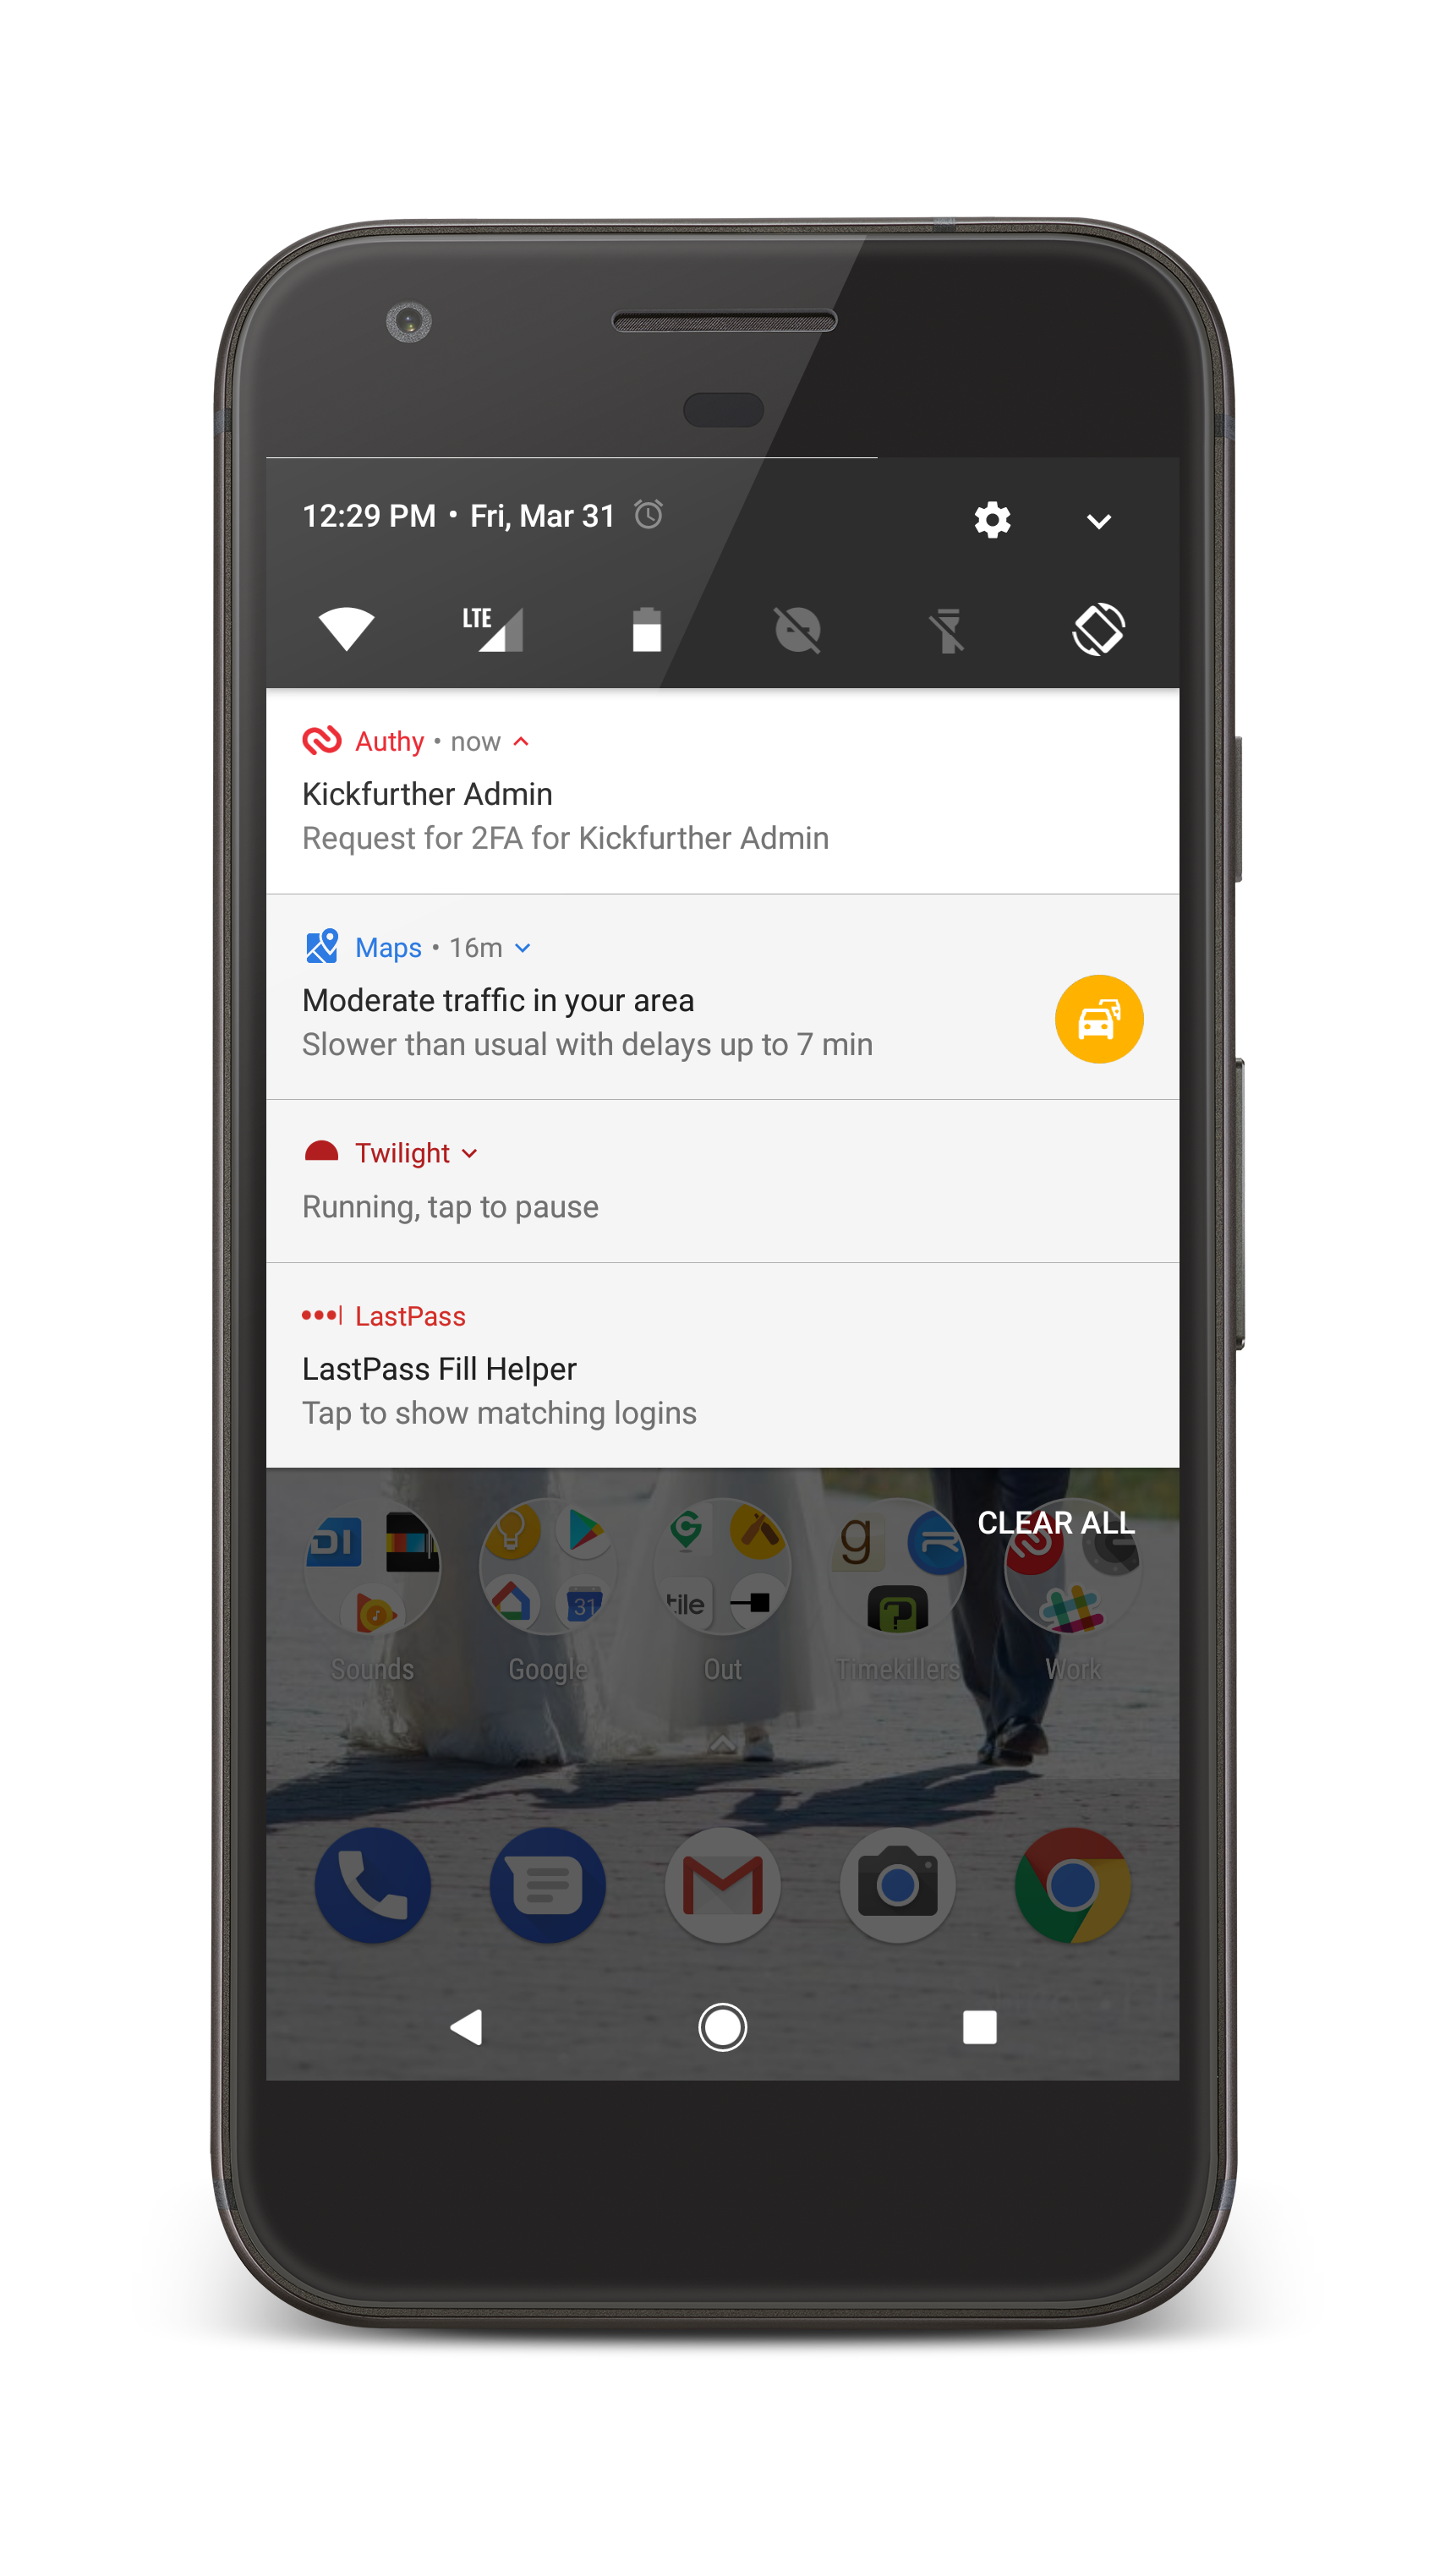 12:29 PM • Fri, Mar 31
LTE
Authy • now
Kickfurther Admin
Request for 2FA for Kickfurther Admin
Maps • 16m
Moderate traffic in your area
Slower than usual with delays up to 7 min
Twilight
Running, tap to pause
LastPass
LastPass Fill Helper
Tap to show matching logins
CLEAR ALL
DI
31
tile
g
Sounds
Google
Out
Timekillers
Work